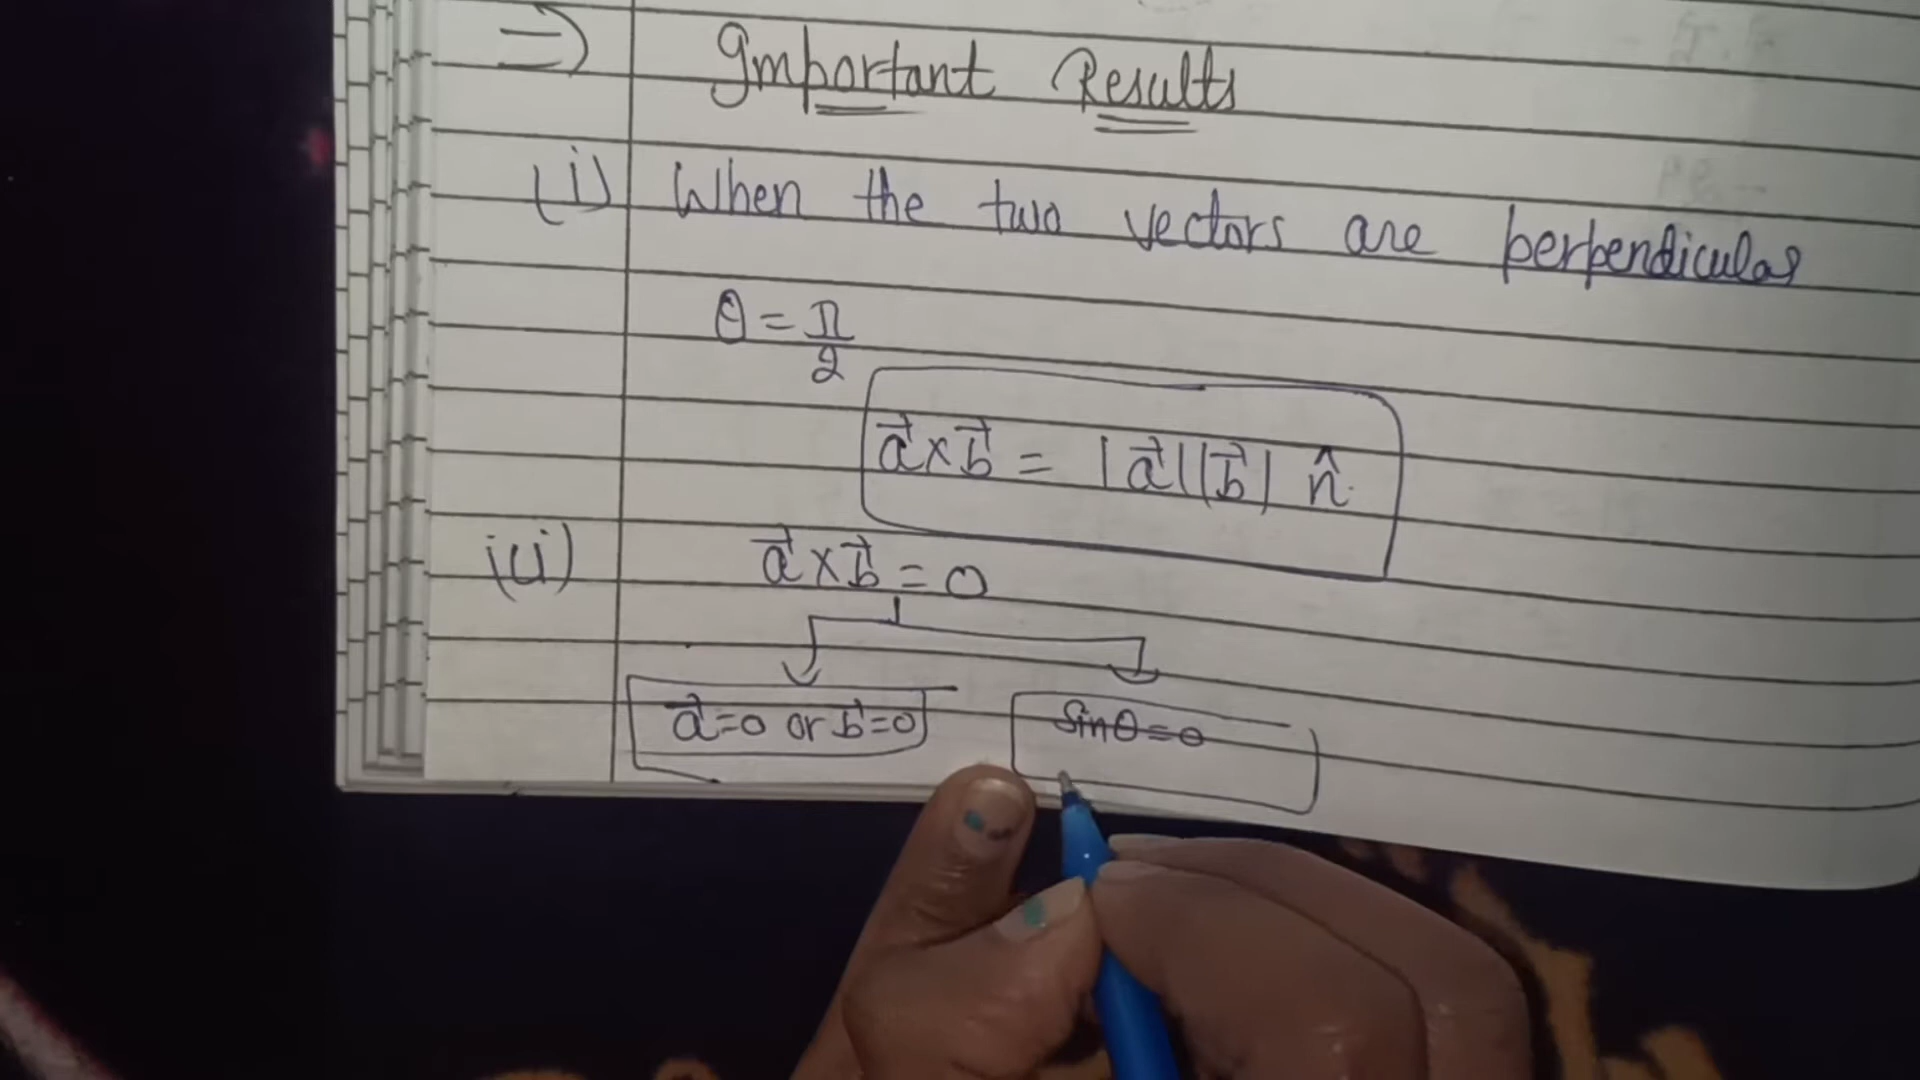 => Important Results
(i) When the two vectors are perpendicular
θ = π/2
a⃗ × b⃗ = |a⃗||b⃗| n̂
(ii) a⃗ × b⃗ = 0
a⃗=0 or b⃗=0 sinθ=0